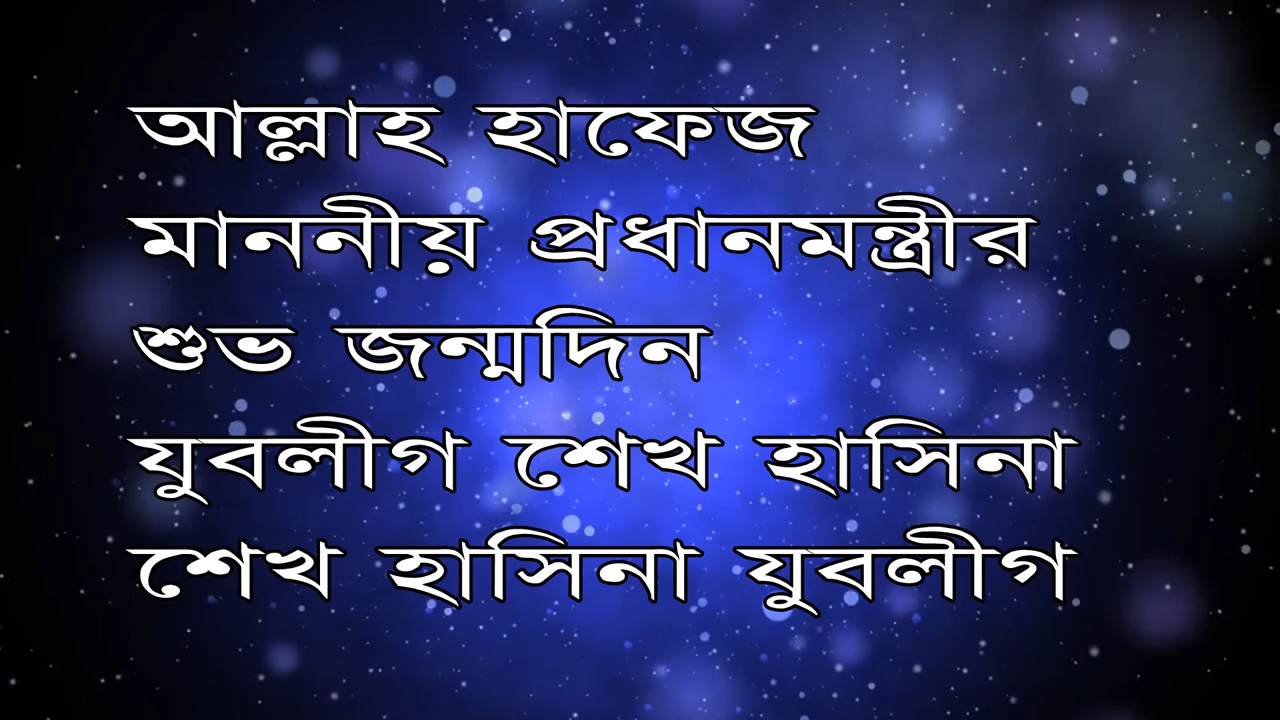 আল্লাহ হাফেজ
মাননীয় প্রধানমন্ত্রীর
শুভ জন্মদিন
যুবলীগ শেখ হাসিনা
শেখ হাসিনা যুবলীগ